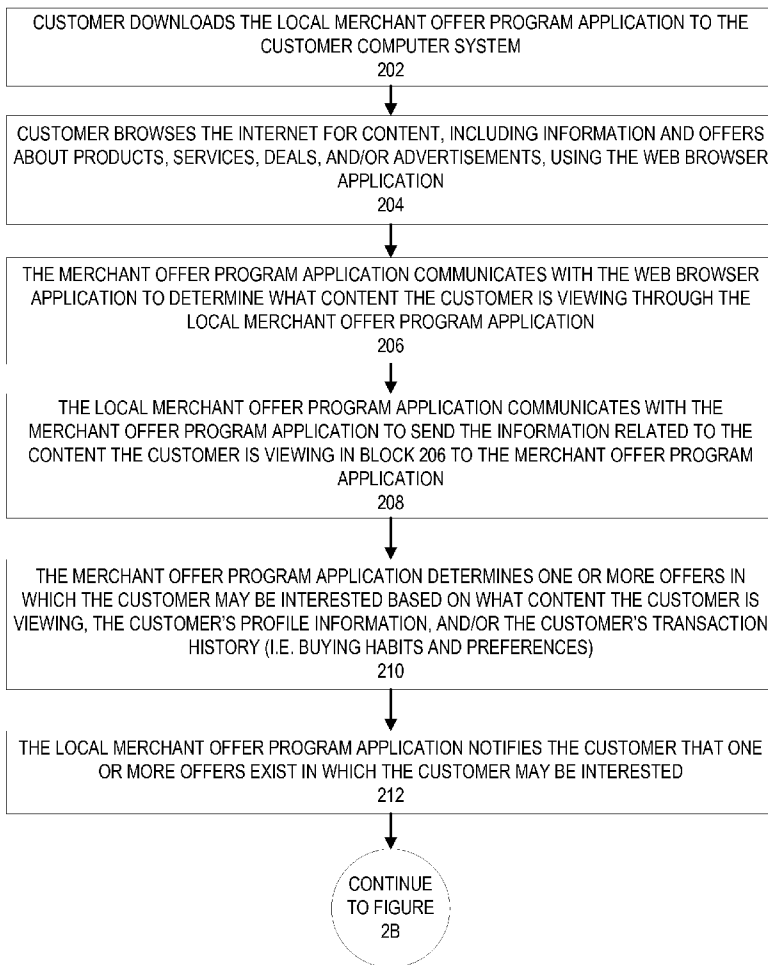 CUSTOMER DOWNLOADS THE LOCAL MERCHANT OFFER PROGRAM APPLICATION TO THE
CUSTOMER COMPUTER SYSTEM
202
CUSTOMER BROWSES THE INTERNET FOR CONTENT, INCLUDING INFORMATION AND OFFERS
ABOUT PRODUCTS, SERVICES, DEALS, AND/OR ADVERTISEMENTS, USING THE WEB BROWSER
APPLICATION
204
THE MERCHANT OFFER PROGRAM APPLICATION COMMUNICATES WITH THE WEB BROWSER
APPLICATION TO DETERMINE WHAT CONTENT THE CUSTOMER IS VIEWING THROUGH THE
LOCAL MERCHANT OFFER PROGRAM APPLICATION
206
THE LOCAL MERCHANT OFFER PROGRAM APPLICATION COMMUNICATES WITH THE
MERCHANT OFFER PROGRAM APPLICATION TO SEND THE INFORMATION RELATED TO THE
CONTENT THE CUSTOMER IS VIEWING IN BLOCK 206 TO THE MERCHANT OFFER PROGRAM
APPLICATION
208
THE MERCHANT OFFER PROGRAM APPLICATION DETERMINES ONE OR MORE OFFERS IN
WHICH THE CUSTOMER MAY BE INTERESTED BASED ON WHAT CONTENT THE CUSTOMER IS
VIEWING, THE CUSTOMER'S PROFILE INFORMATION, AND/OR THE CUSTOMER'S TRANSACTION
HISTORY (I.E. BUYING HABITS AND PREFERENCES)
210
THE LOCAL MERCHANT OFFER PROGRAM APPLICATION NOTIFIES THE CUSTOMER THAT ONE
OR MORE OFFERS EXIST IN WHICH THE CUSTOMER MAY BE INTERESTED
212
CONTINUE
TO FIGURE
2B